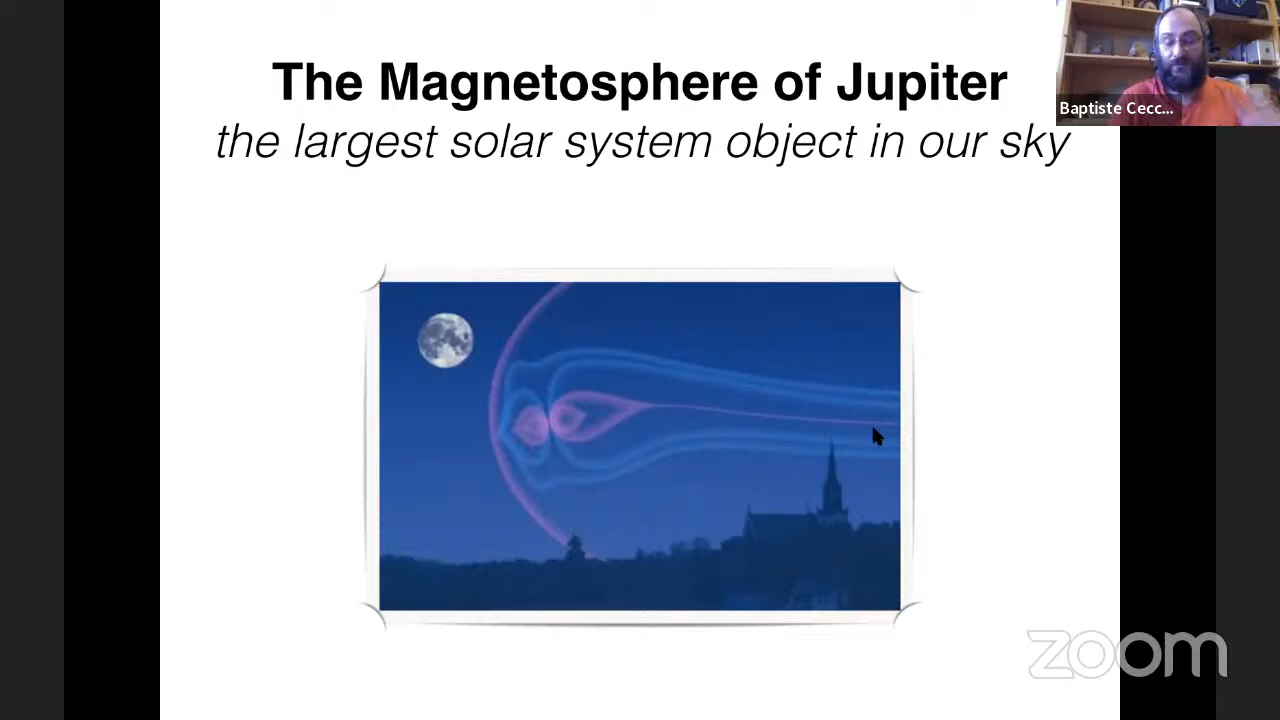 The Magnetosphere of Jupiter
the largest solar system object in our sky
Baptiste Cecc...
zoom